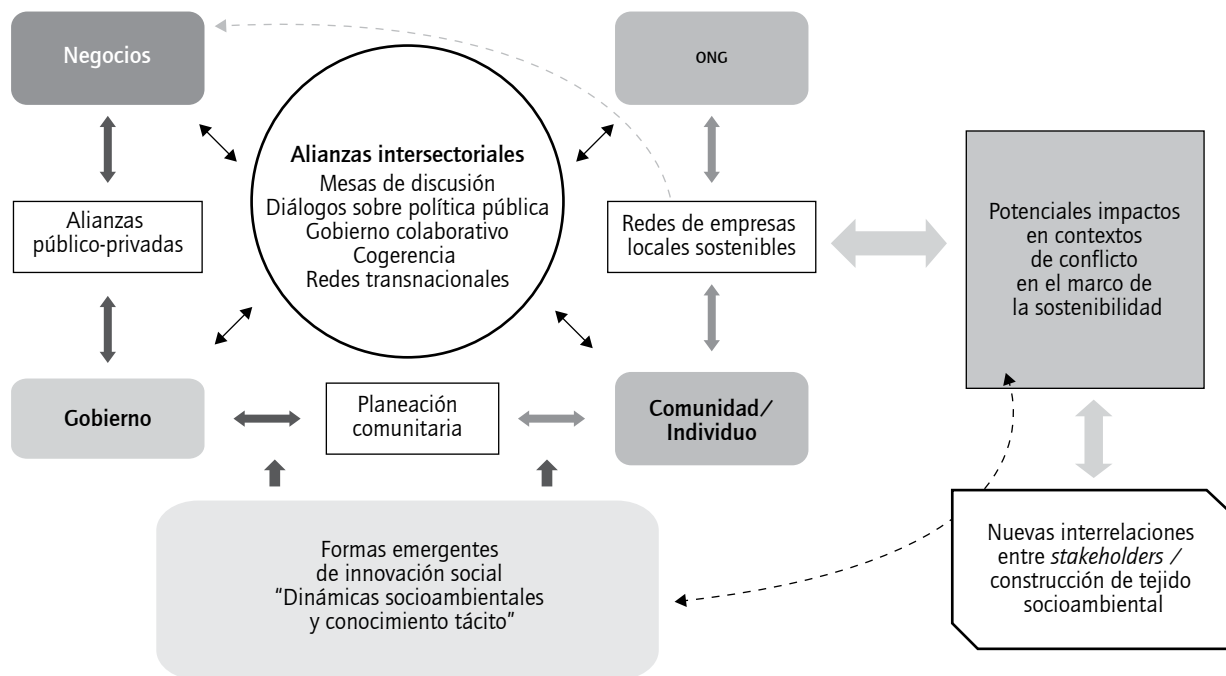 Negocios
ONG
Alianzas intersectoriales
Mesas de discusión
Diálogos sobre política pública
Gobierno colaborativo
Cogerencia
Redes transnacionales
Alianzas
público-privadas
Redes de empresas
locales sostenibles
Potenciales impactos
en contextos
de conflicto
en el marco de
la sostenibilidad
Gobierno
Planeación
comunitaria
Comunidad/
Individuo
Formas emergentes
de innovación social
“Dinámicas socioambientales
y conocimiento tácito”
Nuevas interrelaciones
entre stakeholders /
construcción de tejido
socioambiental